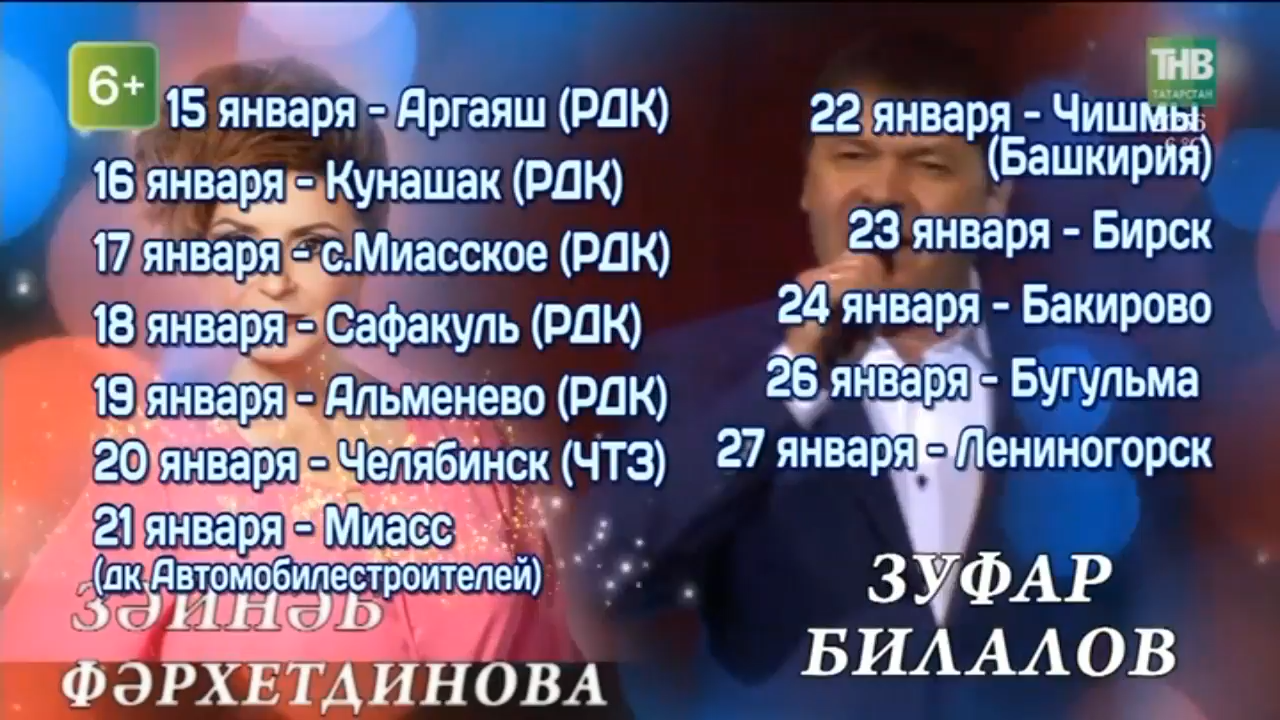 6+
15 января - Аргаяш (РДК)
16 января - Кунашак (РДК)
17 января - с.Миасское (РДК)
18 января - Сафакуль (РДК)
19 января - Альменево (РДК)
20 января - Челябинск (ЧТЗ)
21 января - Миасс
(дк Автомобилестроителей)
ЗӘЙНӘБ
ФӘРХЕТДИНОВА
ТНВ
ТАТАРСТАН
22 января - Чишмы
(Башкирия)
23 января - Бирск
24 января - Бакирово
26 января - Бугульма
27 января - Лениногорск
ЗУФАР
БИЛАЛОВ